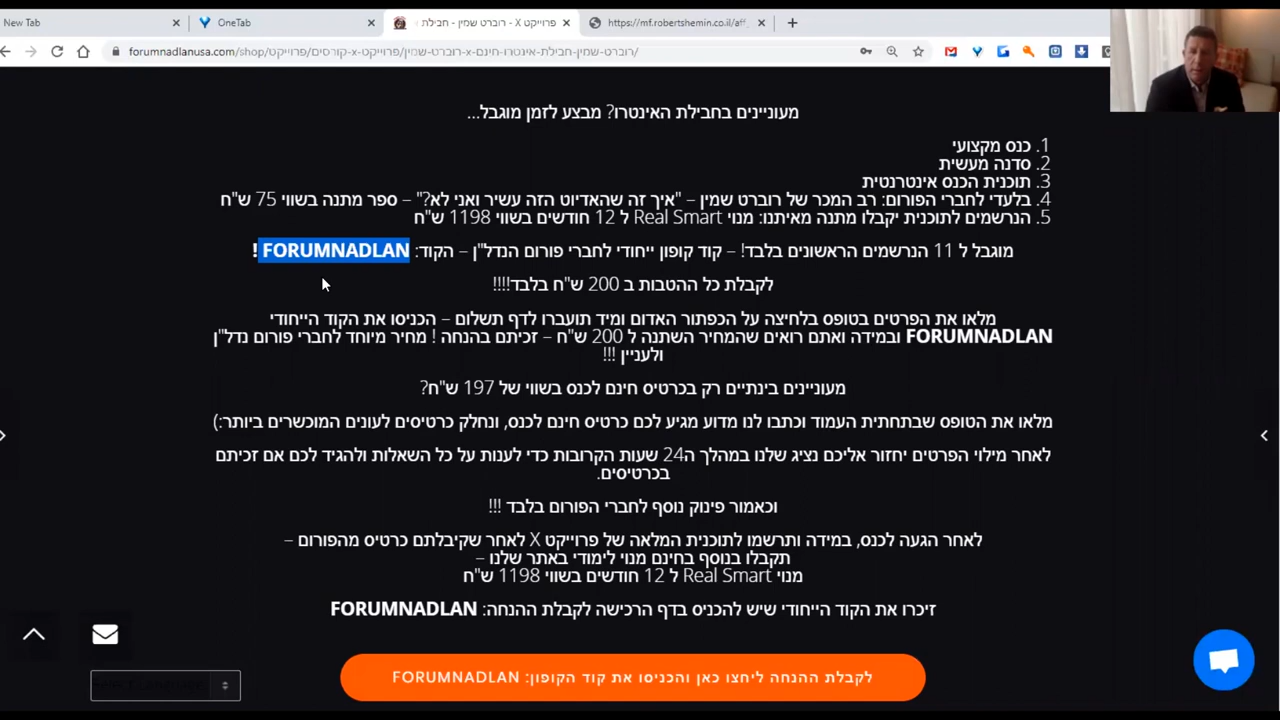 New Tab
OneTab
פרוייקט X - רוברט שמין - חבילת
https://mf.robertshemin.co.il/aff
forumnadlanusa.com/shop/קורסים/פרוייקט-x/רוברט-שמין-חבילת-אינטרו-חינם-x-פרוייקט/
מעוניינים בחבילת האינטרו? מבצע לזמן מוגבל...
1. כנס מקצועי
2. סדנה מעשית
3. תוכנית הכנס אינטרנטית
4. בלעדי לחברי הפורום: רב המכר של רוברט שמין – "איך זה שהאדיוט הזה עשיר ואני לא?" – ספר מתנה בשווי 75 ש"ח
5. הנרשמים לתוכנית יקבלו מתנה מאיתנו: מנוי Real Smart ל 12 חודשים בשווי 1198 ש"ח
מוגבל ל 11 הנרשמים הראשונים בלבד! – קוד קופון ייחודי לחברי פורום הנדל"ן – הקוד: FORUMNADLAN !
לקבלת כל ההטבות ב 200 ש"ח בלבד!!!!
מלאו את הפרטים בטופס בלחיצה על הכפתור האדום ומיד תועברו לדף תשלום – הכניסו את הקוד הייחודי
FORUMNADLAN ובמידה ואתם רואים שהמחיר השתנה ל 200 ש"ח – זכיתם בהנחה ! מחיר מיוחד לחברי פורום נדל"ן
ולעניין !!!
מעוניינים בינתיים רק בכרטיס חינם לכנס בשווי של 197 ש"ח?
מלאו את הטופס שבתחתית העמוד וכתבו לנו מדוע מגיע לכם כרטיס חינם לכנס, ונחלק כרטיסים לעונים המוכשרים ביותר:)
לאחר מילוי הפרטים יחזור אליכם נציג שלנו במהלך ה24 שעות הקרובות כדי לענות על כל השאלות ולהגיד לכם אם זכיתם
בכרטיסים.
וכאמור פינוק נוסף לחברי הפורום בלבד !!!
לאחר הגעה לכנס, במידה ותרשמו לתוכנית המלאה של פרוייקט X לאחר שקיבלתם כרטיס מהפורום –
תקבלו בנוסף בחינם מנוי לימודי באתר שלנו –
מנוי Real Smart ל 12 חודשים בשווי 1198 ש"ח
זיכרו את הקוד הייחודי שיש להכניס בדף הרכישה לקבלת ההנחה: FORUMNADLAN
לקבלת ההנחה ליחצו כאן והכניסו את קוד הקופון: FORUMNADLAN